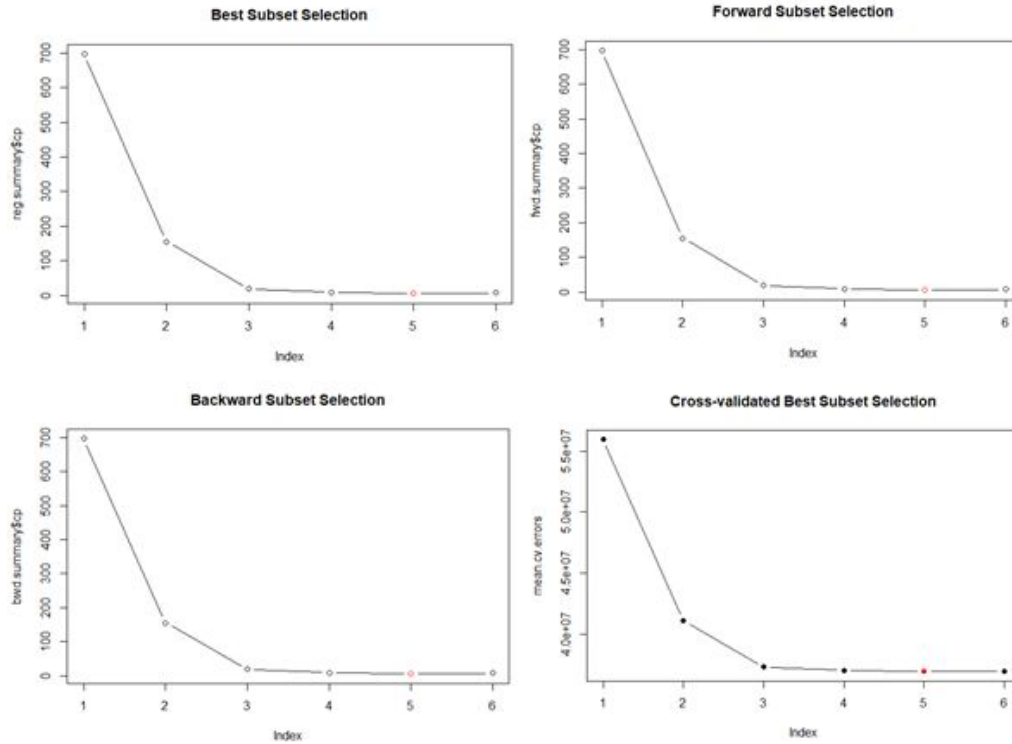 Best Subset Selection
reg.summary$cp
700
600
500
400
300
200
100
0
1 2 3 4 5 6
Index
Forward Subset Selection
fwd.summary$cp
700
600
500
400
300
200
100
0
1 2 3 4 5 6
Index
Backward Subset Selection
bwd.summary$cp
700
600
500
400
300
200
100
0
1 2 3 4 5 6
Index
Cross-validated Best Subset Selection
mean.cv.errors
5.5e+07
5.0e+07
4.5e+07
4.0e+07
1 2 3 4 5 6
Index